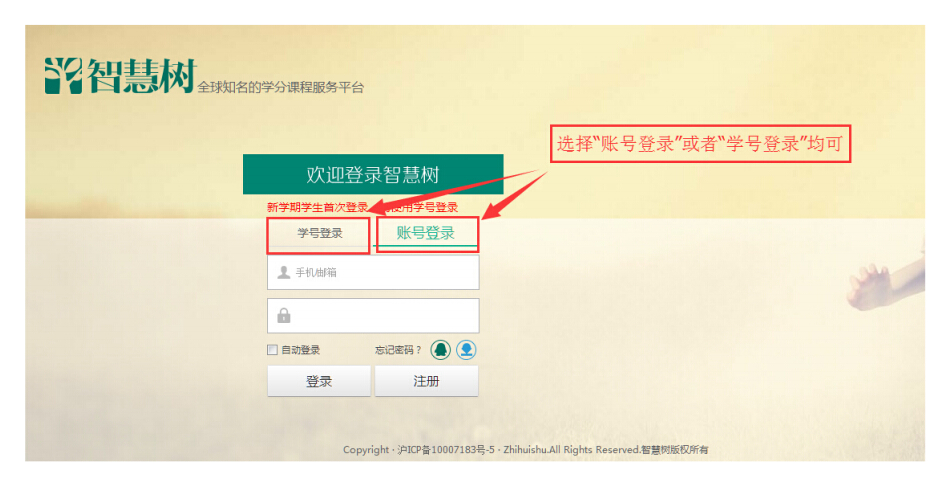 智慧树 全球知名的学分课程服务平台
选择“账号登录”或者“学号登录”均可
欢迎登录智慧树
新学期学生首次登录 使用学号登录
学号登录 账号登录
手机/邮箱
自动登录 忘记密码?
登录 注册
Copyright · 沪ICP备10007183号-5 · Zhihuishu.All Rights Reserved.智慧树版权所有